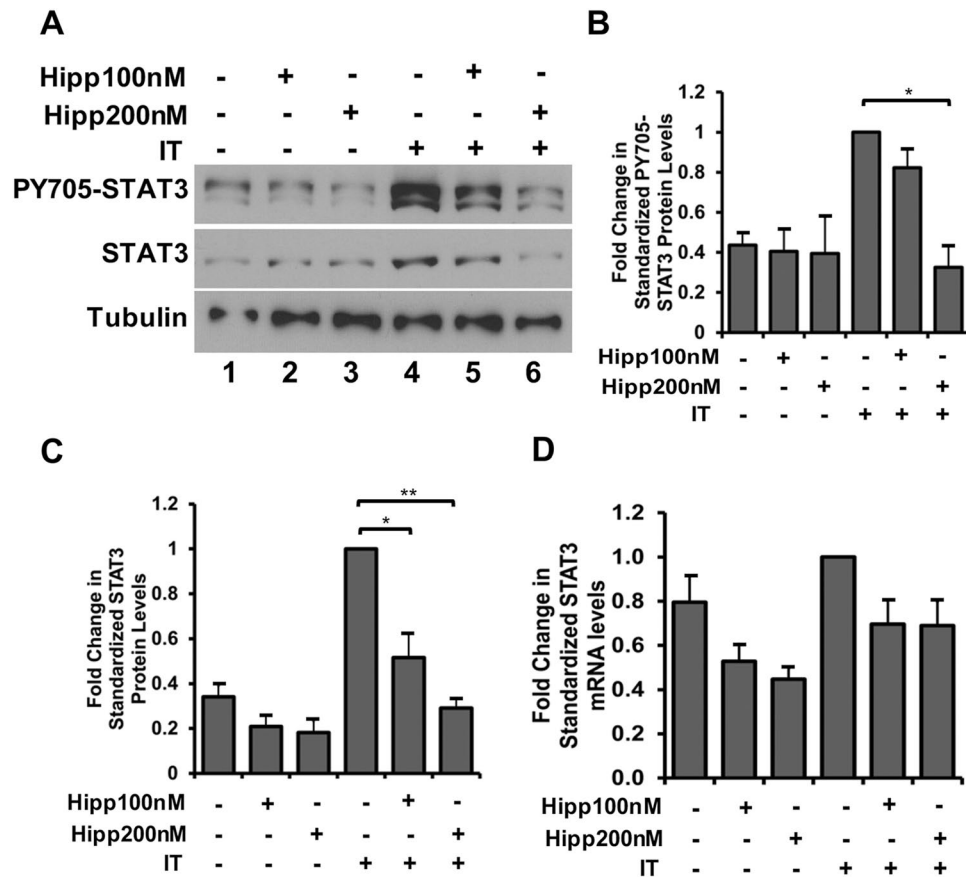 A
Hipp100nM - + - - + -
Hipp200nM - - + - - +
IT - - - + + +
PY705-STAT3
STAT3
Tubulin
1 2 3 4 5 6
B
Fold Change in
Standardized PY705-
STAT3 Protein Levels
1.2
1
0.8
0.6
0.4
0.2
0
*
Hipp100nM - + - - + -
Hipp200nM - - + - - +
IT - - - + + +
C
Fold Change in
Standardized STAT3
Protein Levels
1.2
1
0.8
0.6
0.4
0.2
0
**
*
Hipp100nM - + - - + -
Hipp200nM - - + - - +
IT - - - + + +
D
Fold Change in
Standardized STAT3
mRNA levels
1.2
1.0
0.8
0.6
0.4
0.2
0.0
Hipp100nM - + - - + -
Hipp200nM - - + - - +
IT - - - + + +